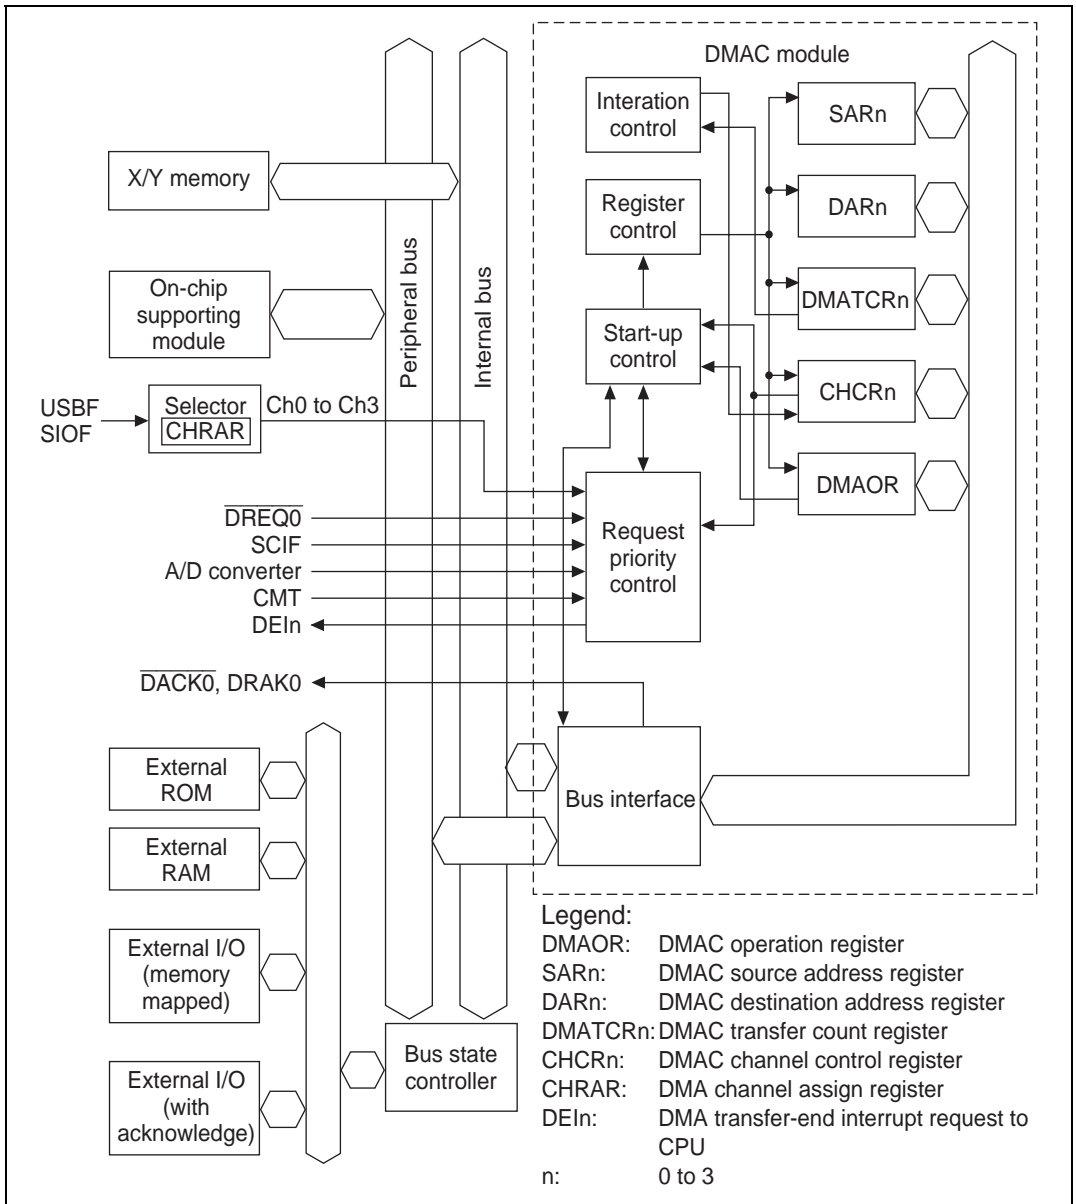 DMAC module
Interation
control
SARn
X/Y memory
Register
control
DARn
On-chip
supporting
module
Peripheral bus
Internal bus
DMATCRn
Start-up
control
CHCRn
USBF
SIOF
Selector
CHRAR
Ch0 to Ch3
DMAOR
DREQ0
SCIF
A/D converter
CMT
DEIn
Request
priority
control
DACK0, DRAK0
External
ROM
Bus interface
External
RAM
External I/O
(memory
mapped)
External I/O
(with
acknowledge)
Bus state
controller
Legend:
DMAOR: DMAC operation register
SARn: DMAC source address register
DARn: DMAC destination address register
DMATCRn: DMAC transfer count register
CHCRn: DMAC channel control register
CHRAR: DMA channel assign register
DEIn: DMA transfer-end interrupt request to
CPU
n: 0 to 3